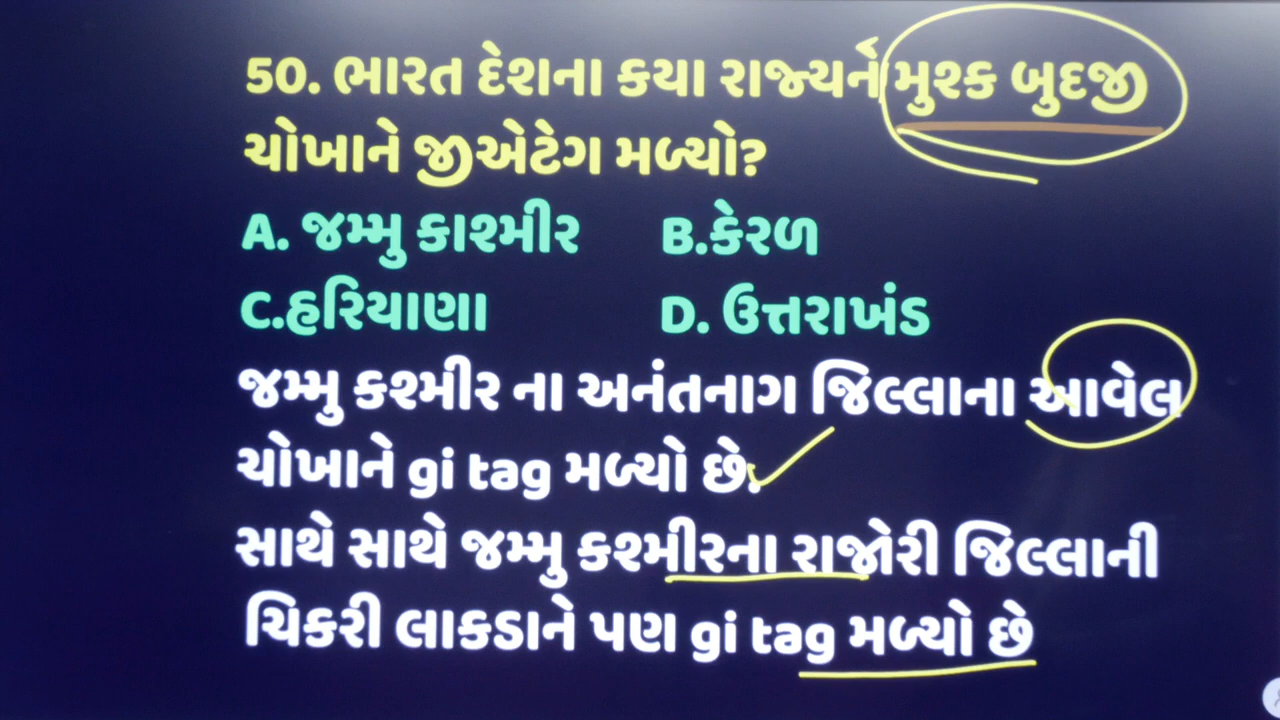 50. ભારત દેશના કયા રાજ્યને મુશ્ક બુદજી
ચોખાને જીએટેગ મળ્યો?
A. જમ્મુ કાશ્મીર B.કેરળ
C.હરિયાણા D. ઉત્તરાખંડ
જમ્મુ કશ્મીર ના અનંતનાગ જિલ્લાના આવેલ
ચોખાને gi tag મળ્યો છે.
સાથે સાથે જમ્મુ કશ્મીરના રાજોરી જિલ્લાની
ચિકરી લાકડાને પણ gi tag મળ્યો છે